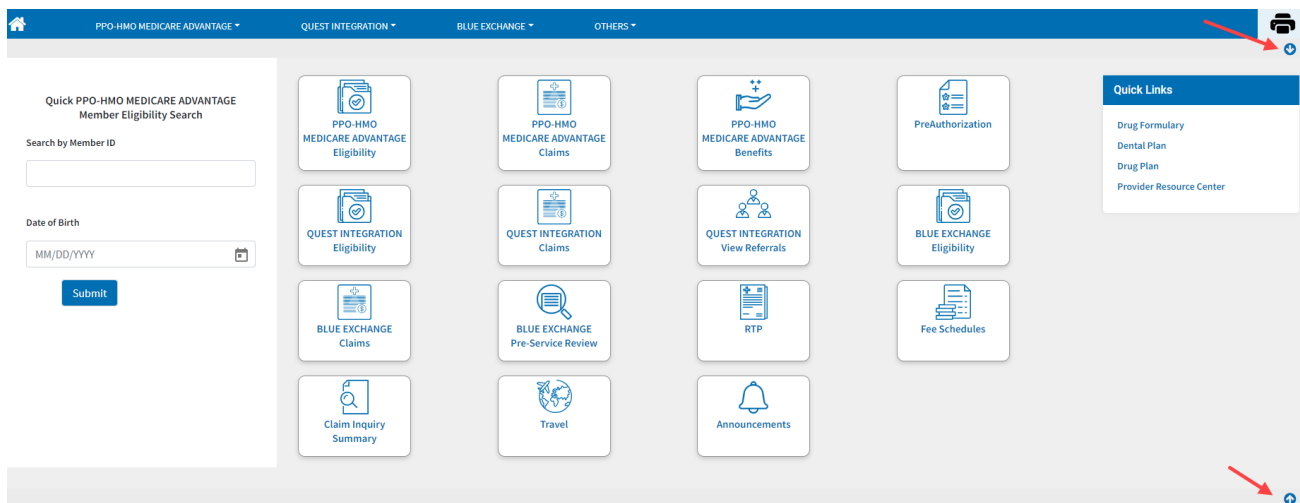 PPO-HMO MEDICARE ADVANTAGE
QUEST INTEGRATION
BLUE EXCHANGE
OTHERS
Quick PPO-HMO MEDICARE ADVANTAGE
Member Eligibility Search
Search by Member ID
Date of Birth
MM/DD/YYYY
Submit
PPO-HMO
MEDICARE ADVANTAGE
Eligibility
PPO-HMO
MEDICARE ADVANTAGE
Claims
PPO-HMO
MEDICARE ADVANTAGE
Benefits
PreAuthorization
QUEST INTEGRATION
Eligibility
QUEST INTEGRATION
Claims
QUEST INTEGRATION
View Referrals
BLUE EXCHANGE
Eligibility
BLUE EXCHANGE
Claims
BLUE EXCHANGE
Pre-Service Review
RTP
Fee Schedules
Claim Inquiry
Summary
Travel
Announcements
Quick Links
Drug Formulary
Dental Plan
Drug Plan
Provider Resource Center